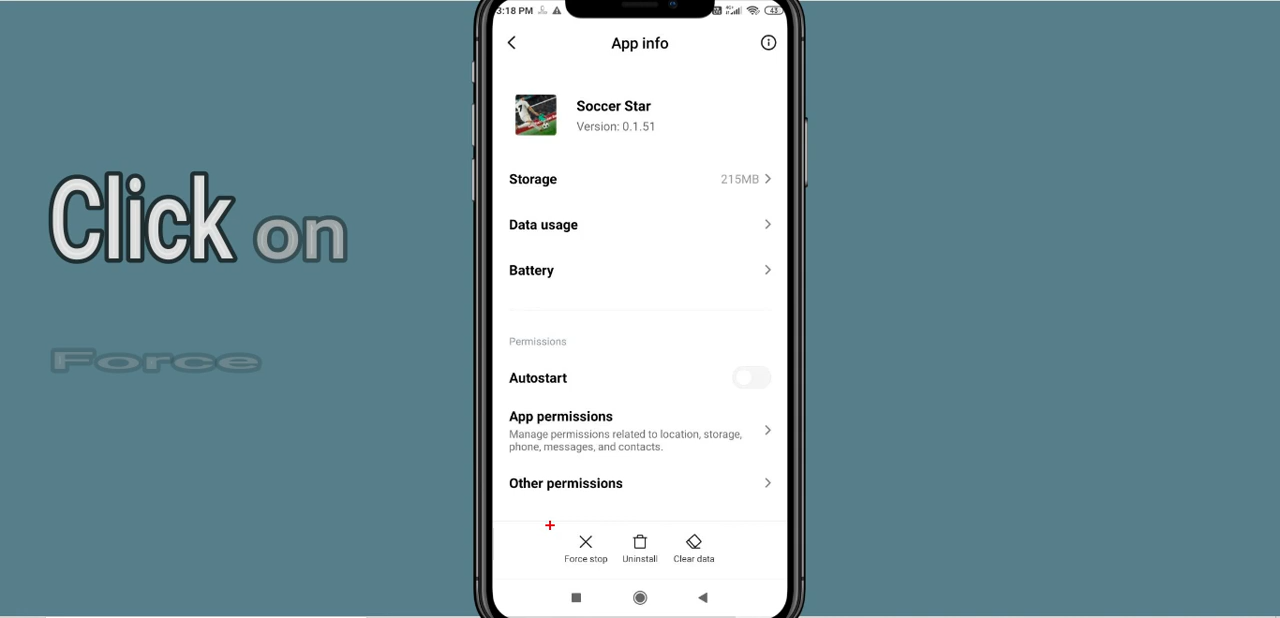 3:18 PM
43
App info
Soccer Star
Version: 0.1.51
Storage 215MB
Data usage
Battery
Permissions
Autostart
App permissions
Manage permissions related to location, storage,
phone, messages, and contacts.
Other permissions
Force stop Uninstall Clear data
Click on
Force